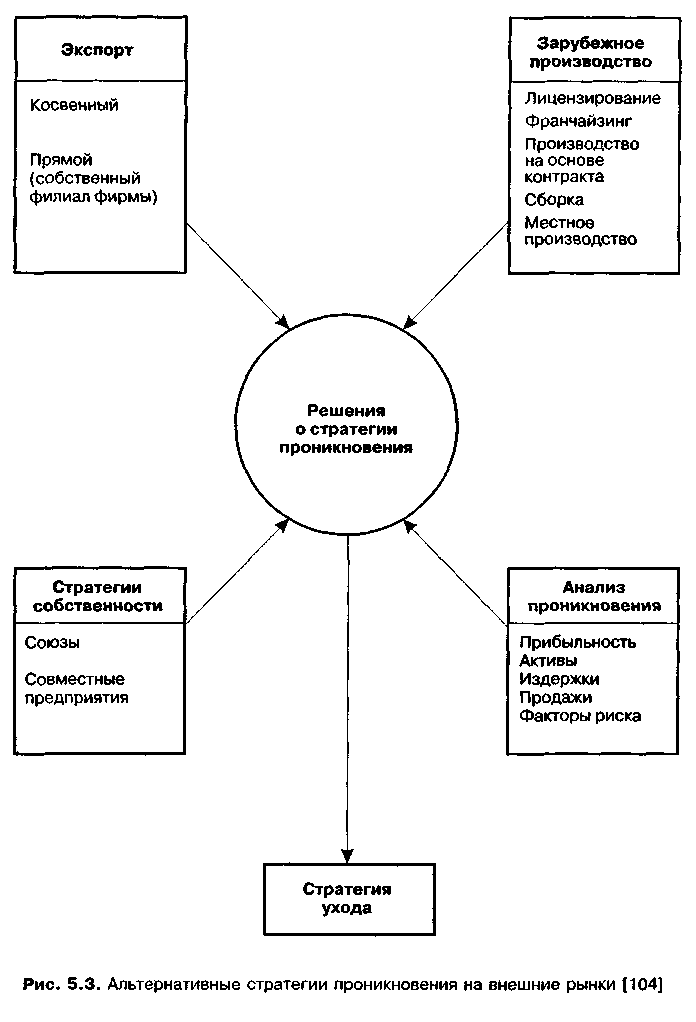 Экспорт
Косвенный
Прямой
(собственный
филиал фирмы)
Зарубежное
производство
Лицензирование
Франчайзинг
Производство
на основе
контракта
Сборка
Местное
производство
Решения
о стратегии
проникновения
Стратегии
собственности
Союзы
Совместные
предприятия
Анализ
проникновения
Прибыльность
Активы
Издержки
Продажи
Факторы риска
Стратегия
ухода
Рис. 5.3. Альтернативные стратегии проникновения на внешние рынки [104]